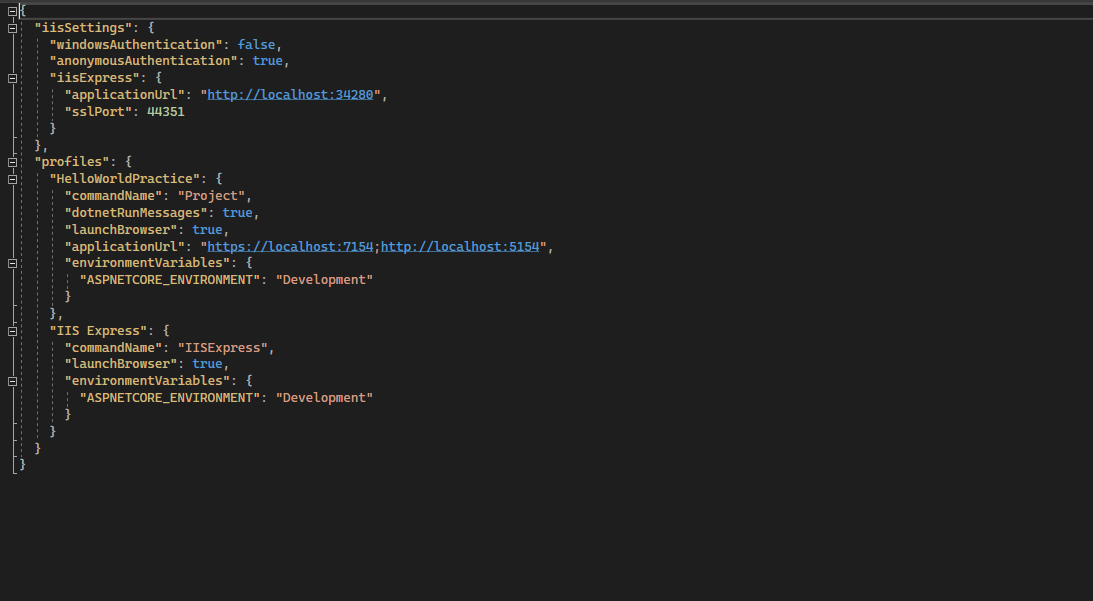 {
  "iisSettings": {
    "windowsAuthentication": false,
    "anonymousAuthentication": true,
    "iisExpress": {
      "applicationUrl": "http://localhost:34280",
      "sslPort": 44351
    }
  },
  "profiles": {
    "HelloWorldPractice": {
      "commandName": "Project",
      "dotnetRunMessages": true,
      "launchBrowser": true,
      "applicationUrl": "https://localhost:7154;http://localhost:5154",
      "environmentVariables": {
        "ASPNETCORE_ENVIRONMENT": "Development"
      }
    },
    "IIS Express": {
      "commandName": "IISExpress",
      "launchBrowser": true,
      "environmentVariables": {
        "ASPNETCORE_ENVIRONMENT": "Development"
      }
    }
  }
}